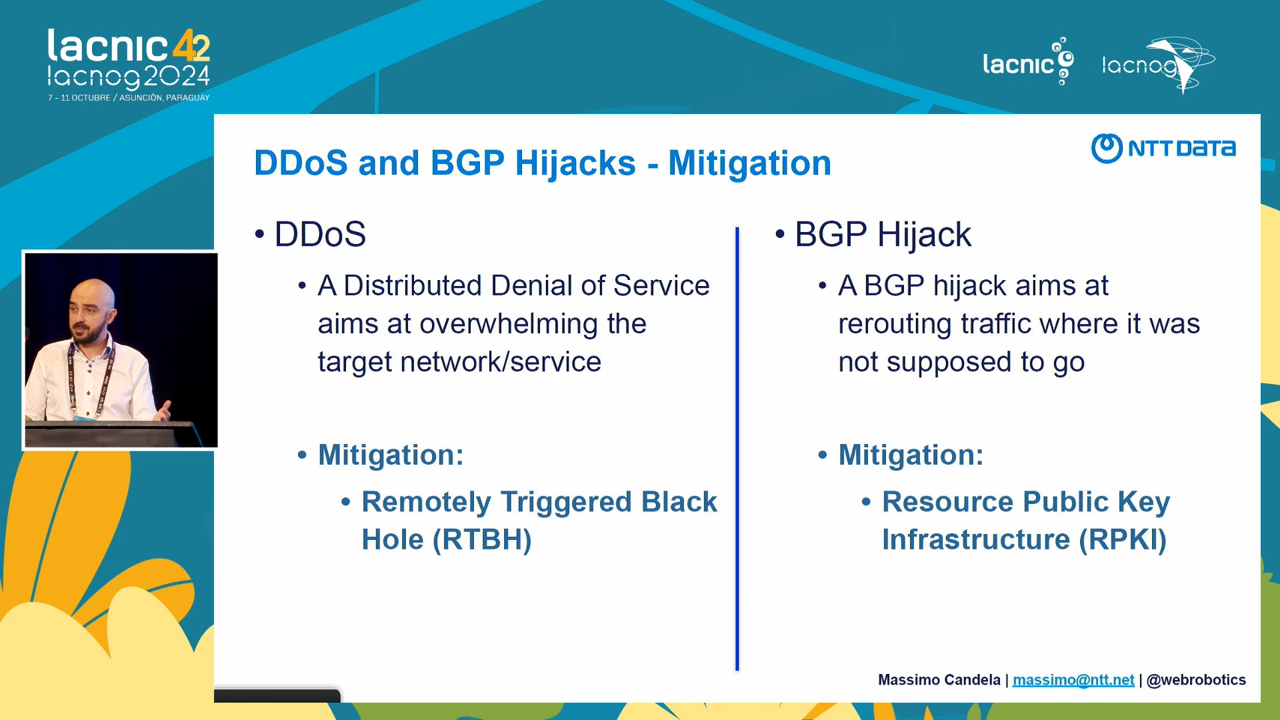 lacnic 42
lacnog2024
7 - 11 OCTUBRE / ASUNCIÓN, PARAGUAY
lacnic
lacnog
NTT DATA
DDoS and BGP Hijacks - Mitigation
• DDoS
• A Distributed Denial of Service
aims at overwhelming the
target network/service
• Mitigation:
• Remotely Triggered Black
Hole (RTBH)
• BGP Hijack
• A BGP hijack aims at
rerouting traffic where it was
not supposed to go
• Mitigation:
• Resource Public Key
Infrastructure (RPKI)
Massimo Candela | massimo@ntt.net | @webrobotics